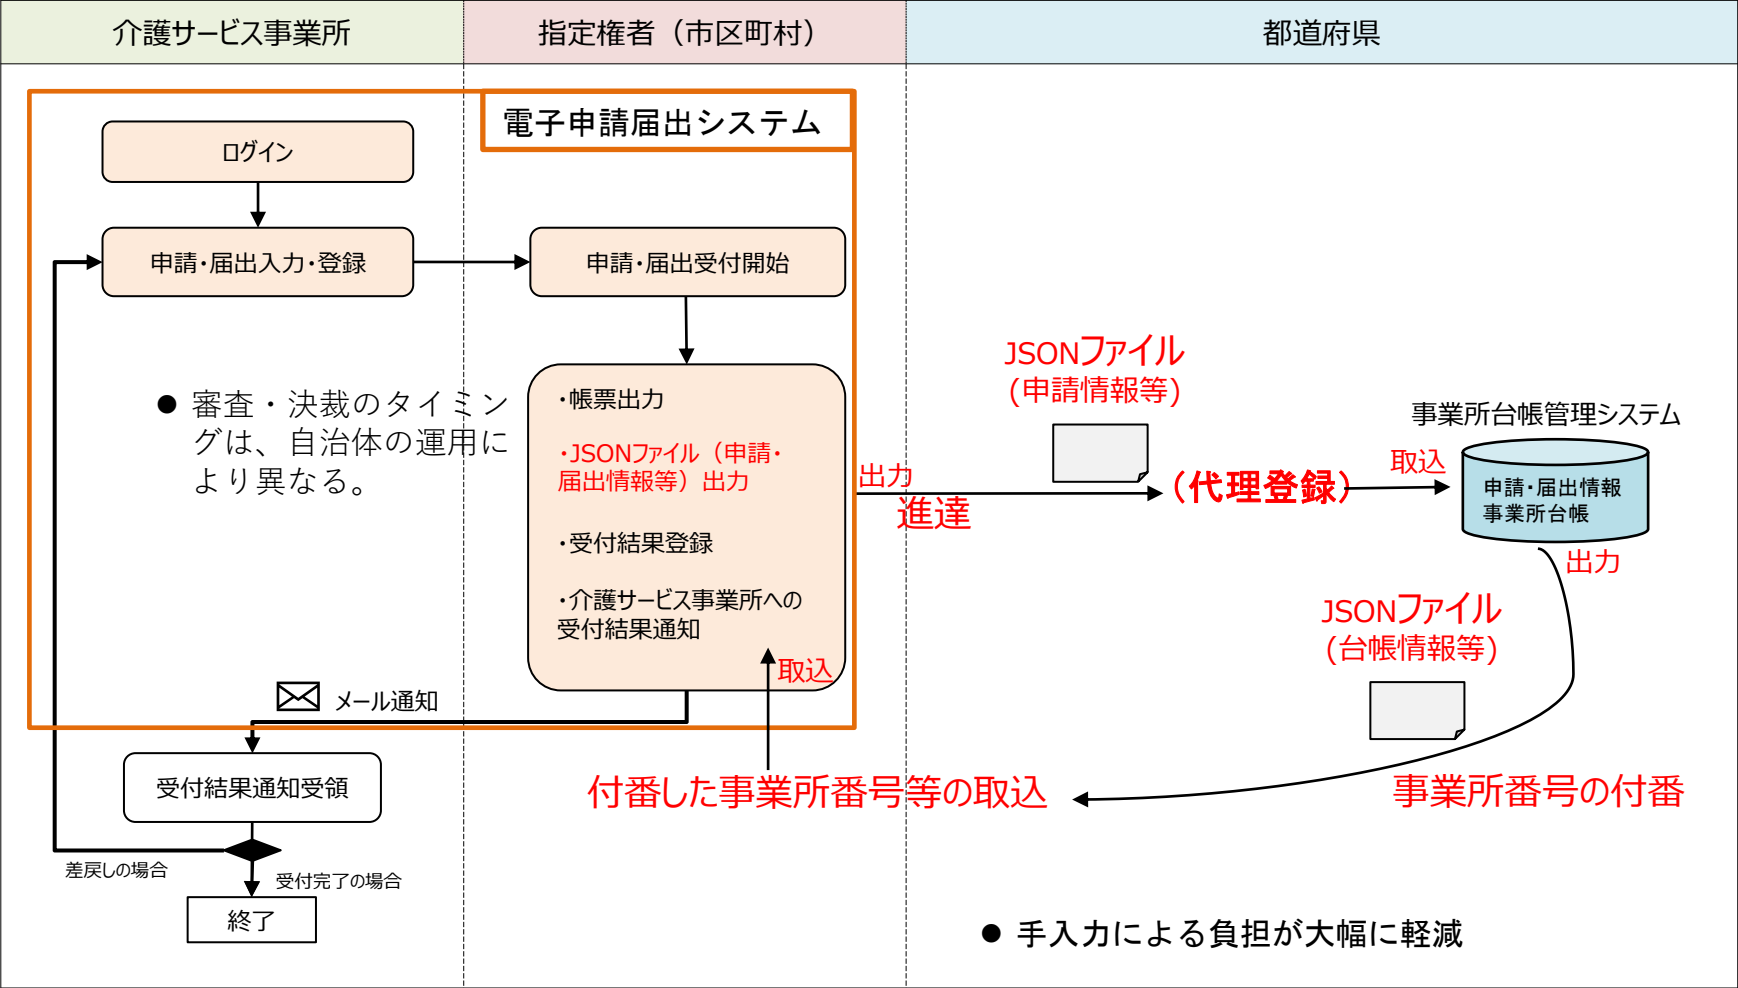 介護サービス事業所
指定権者（市区町村）
都道府県
電子申請届出システム
ログイン
申請・届出入力・登録
申請・届出受付開始
● 審査・決裁のタイミン
グは、自治体の運用に
より異なる。
・帳票出力
・JSONファイル（申請・
届出情報等）出力
・受付結果登録
・介護サービス事業所への
受付結果通知
取込
出力
進達
JSONファイル
(申請情報等)
（代理登録）
取込
事業所台帳管理システム
申請・届出情報
事業所台帳
出力
JSONファイル
(台帳情報等)
事業所番号の付番
付番した事業所番号等の取込
メール通知
受付結果通知受領
差戻しの場合
受付完了の場合
終了
● 手入力による負担が大幅に軽減